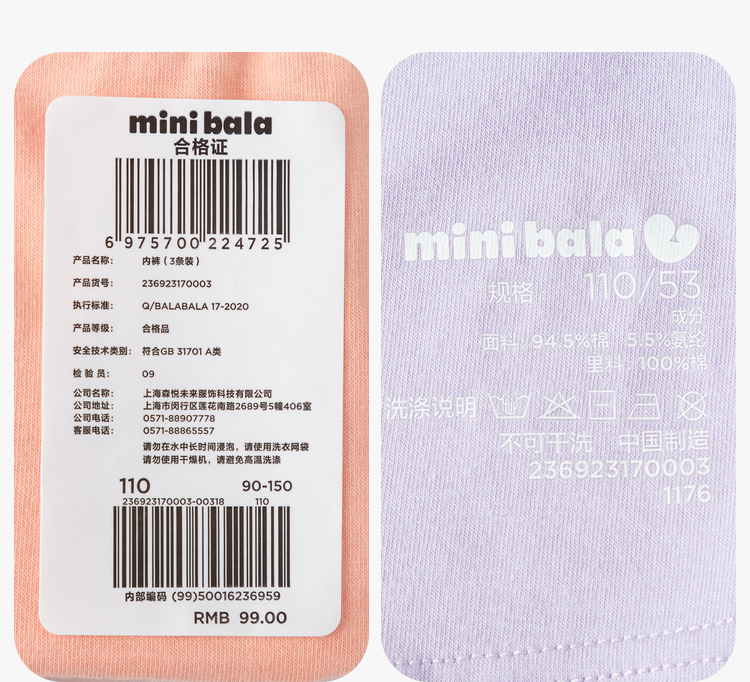 mini bala
合格证
6 975700 224725
产品名称： 内裤（3条装）
产品货号： 236923170003
执行标准： Q/BALABALA 17-2020
产品等级： 合格品
安全技术类别： 符合GB 31701 A类
检 验 员： 09
公司名称： 上海森悦未来服饰科技有限公司
公司地址： 上海市闵行区莲花南路2689号5幢406室
公司电话： 0571-88907778
客服电话： 0571-88865557
请勿在水中长时间浸泡，请使用洗衣网袋
请勿使用干燥机，请避免高温洗涤
110 90-150
236923170003-00318 110
内部编码 (99)50016236959
RMB 99.00
mini bala
规格 110/53
成分
面料：94.5%棉 5.5%氨纶
里料：100%棉
洗涤说明
不可干洗 中国制造
236923170003
1176